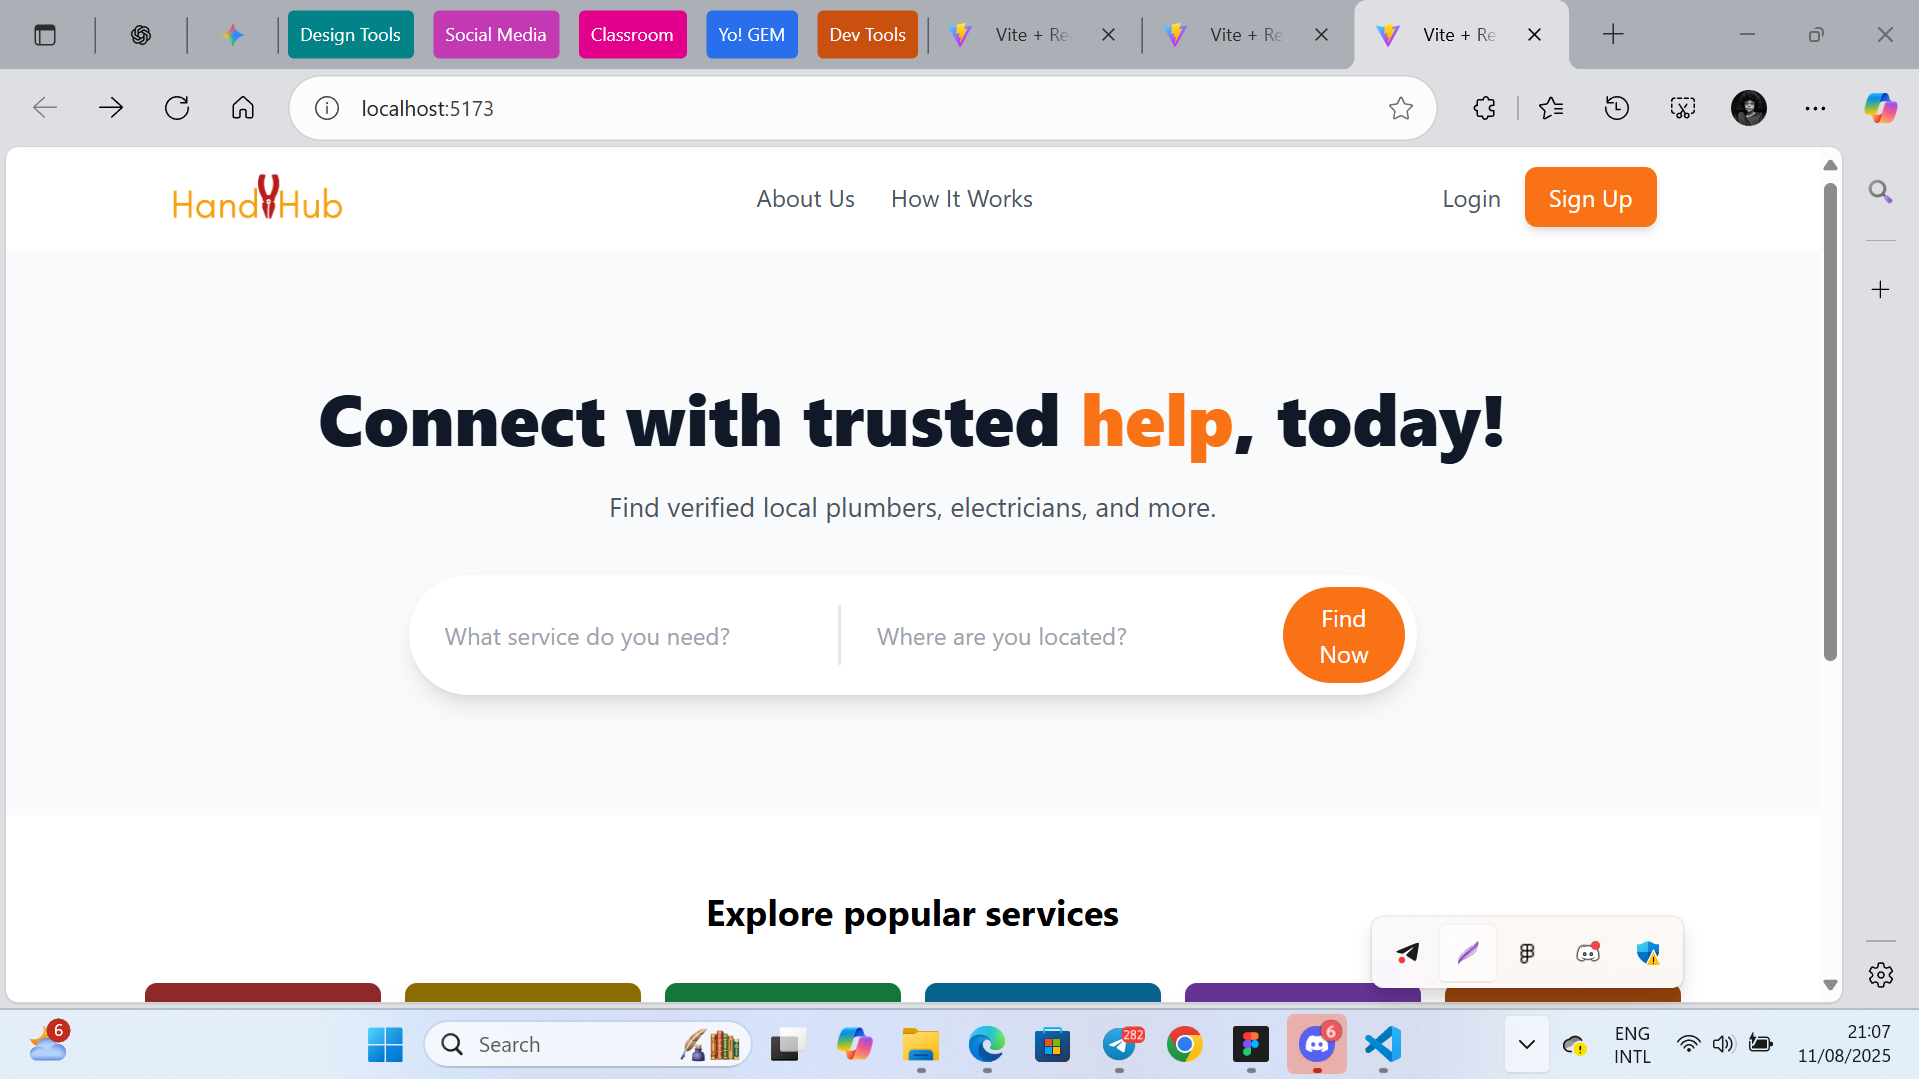 Design Tools
Social Media
Classroom
Yo! GEM
Dev Tools
Vite + Re
Vite + Re
Vite + Re
localhost:5173
HandyHub
About Us
How It Works
Login
Sign Up
Connect with trusted help, today!
Find verified local plumbers, electricians, and more.
What service do you need?
Where are you located?
Find
Now
Explore popular services
6
Search
282
6
ENG
INTL
21:07
11/08/2025